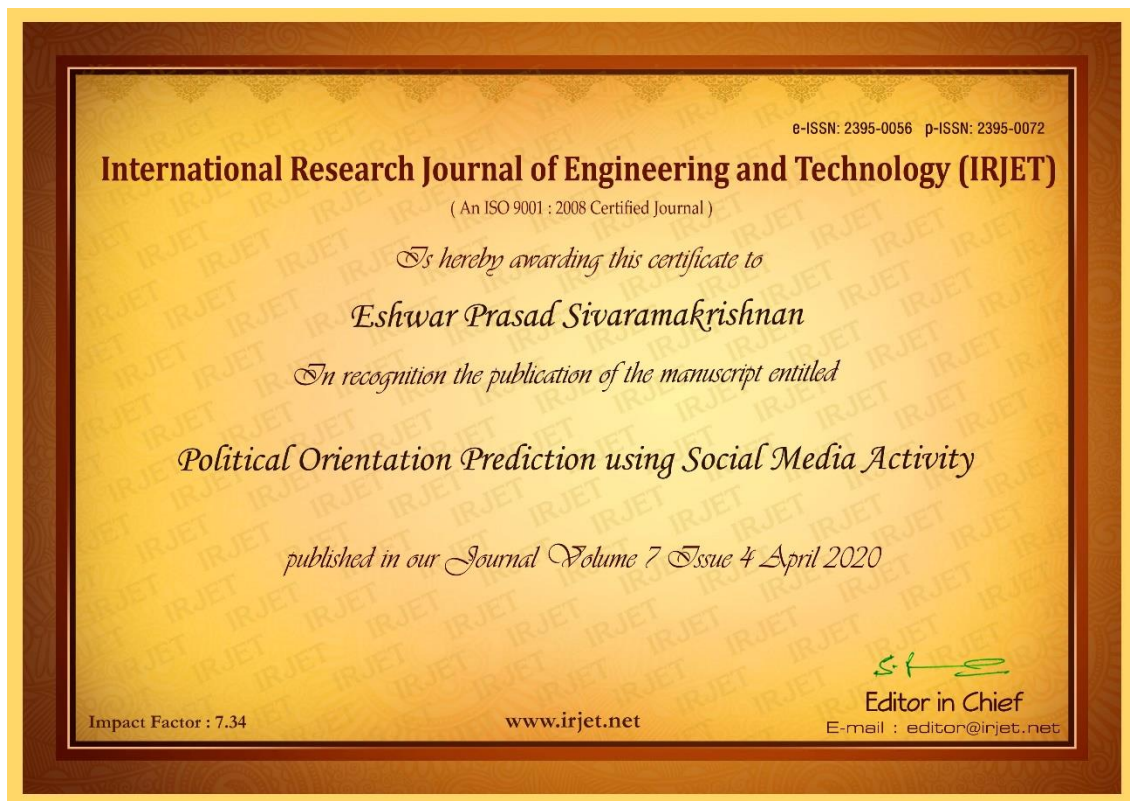 e-ISSN: 2395-0056 p-ISSN: 2395-0072
International Research Journal of Engineering and Technology (IRJET)
( An ISO 9001 : 2008 Certified Journal )
Is hereby awarding this certificate to
Eshwar Prasad Sivaramakrishnan
In recognition the publication of the manuscript entitled
Political Orientation Prediction using Social Media Activity
published in our Journal Volume 7 Issue 4 April 2020
Editor in Chief
Impact Factor : 7.34 www.irjet.net E-mail : editor@irjet.net